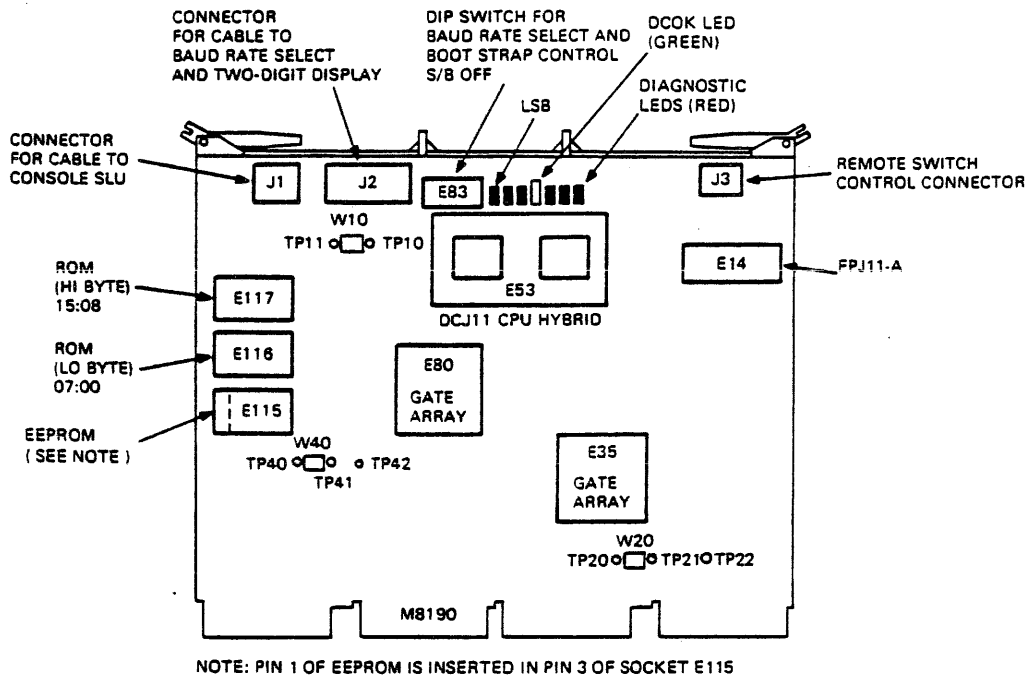 CONNECTOR
FOR CABLE TO
BAUD RATE SELECT
AND TWO-DIGIT DISPLAY
DIP SWITCH FOR
BAUD RATE SELECT AND
BOOT STRAP CONTROL
S/B OFF
DCOK LED
(GREEN)
LSB
DIAGNOSTIC
LEDS (RED)
CONNECTOR
FOR CABLE TO
CONSOLE SLU
REMOTE SWITCH
CONTROL CONNECTOR
J1
J2
E83
J3
W10
TP11
TP10
E14
FPJ11-A
E53
DCJ11 CPU HYBRID
ROM
(HI BYTE)
15:08
E117
ROM
(LO BYTE)
07:00
E116
E80
GATE
ARRAY
E115
EEPROM
( SEE NOTE )
W40
TP40
TP42
TP41
E35
GATE
ARRAY
W20
TP20
TP21
TP22
M8190
NOTE: PIN 1 OF EEPROM IS INSERTED IN PIN 3 OF SOCKET E115